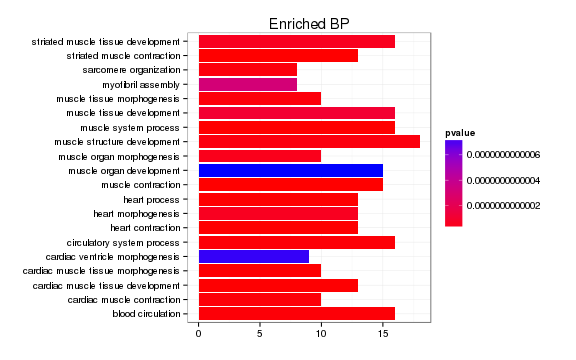 Enriched BP
striated muscle tissue development
striated muscle contraction
sarcomere organization
myofibril assembly
muscle tissue morphogenesis
muscle tissue development
muscle system process
muscle structure development
muscle organ morphogenesis
muscle organ development
muscle contraction
heart process
heart morphogenesis
heart contraction
circulatory system process
cardiac ventricle morphogenesis
cardiac muscle tissue morphogenesis
cardiac muscle tissue development
cardiac muscle contraction
blood circulation
0 5 10 15
pvalue
0.0000000000006
0.0000000000004
0.0000000000002